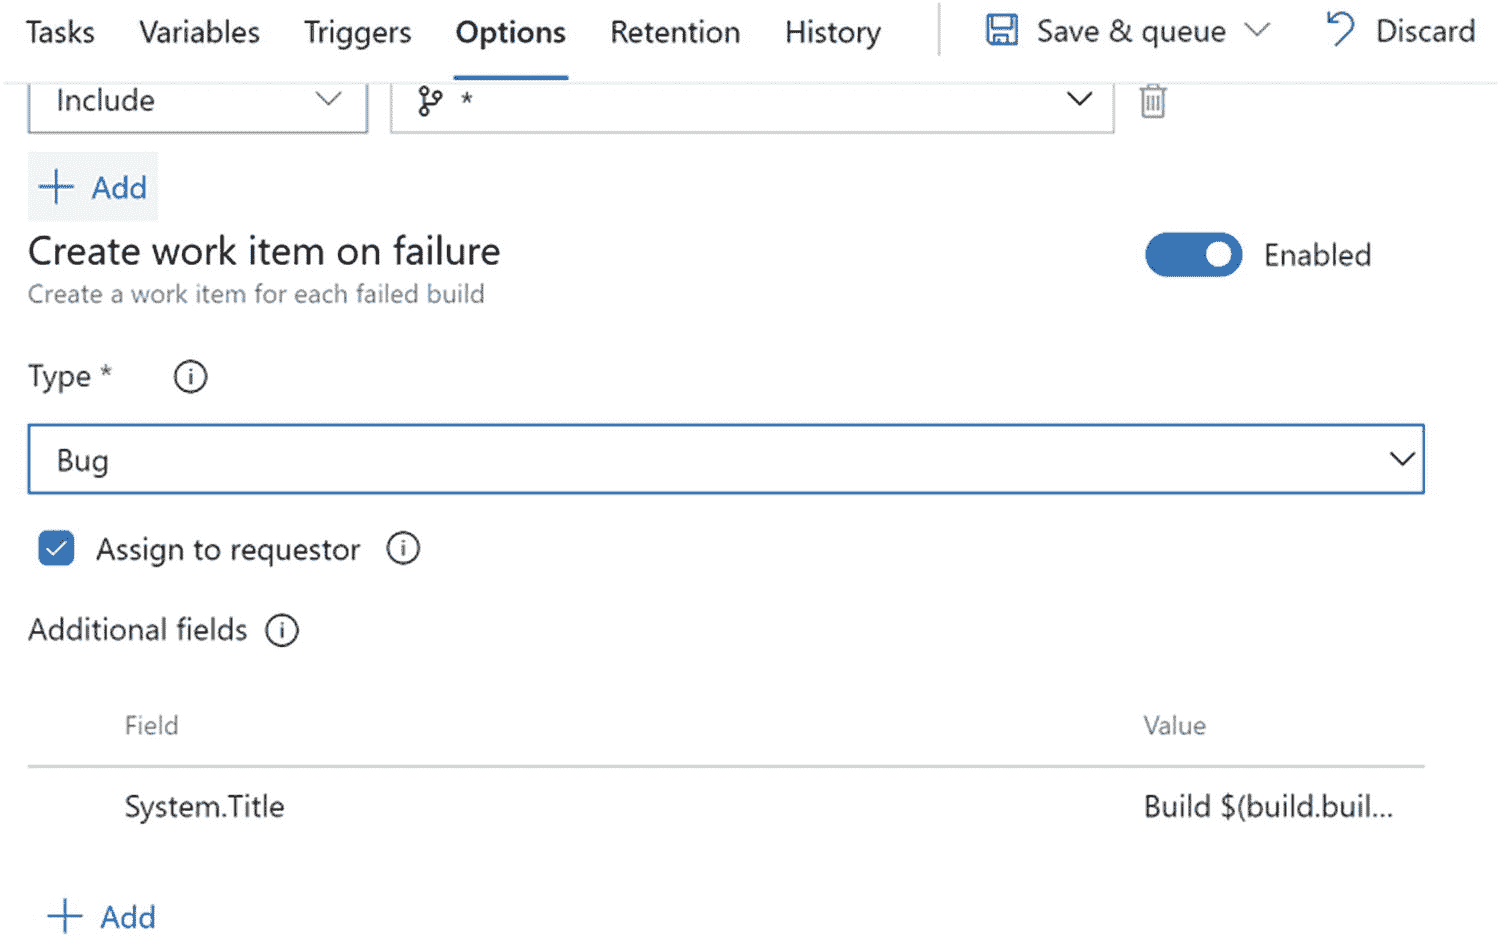 Tasks Variables Triggers Options Retention History Save & queue Discard
Include *
+ Add
Create work item on failure
Enabled
Create a work item for each failed build
Type *
Bug
Assign to requestor
Additional fields
Field Value
System.Title Build $(build.buil...
+ Add